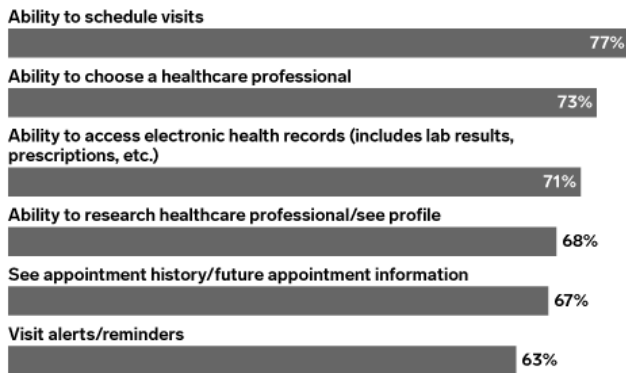 Ability to schedule visits
77%
Ability to choose a healthcare professional
73%
Ability to access electronic health records (includes lab results,
prescriptions, etc.)
71%
Ability to research healthcare professional/see profile
68%
See appointment history/future appointment information
67%
Visit alerts/reminders
63%